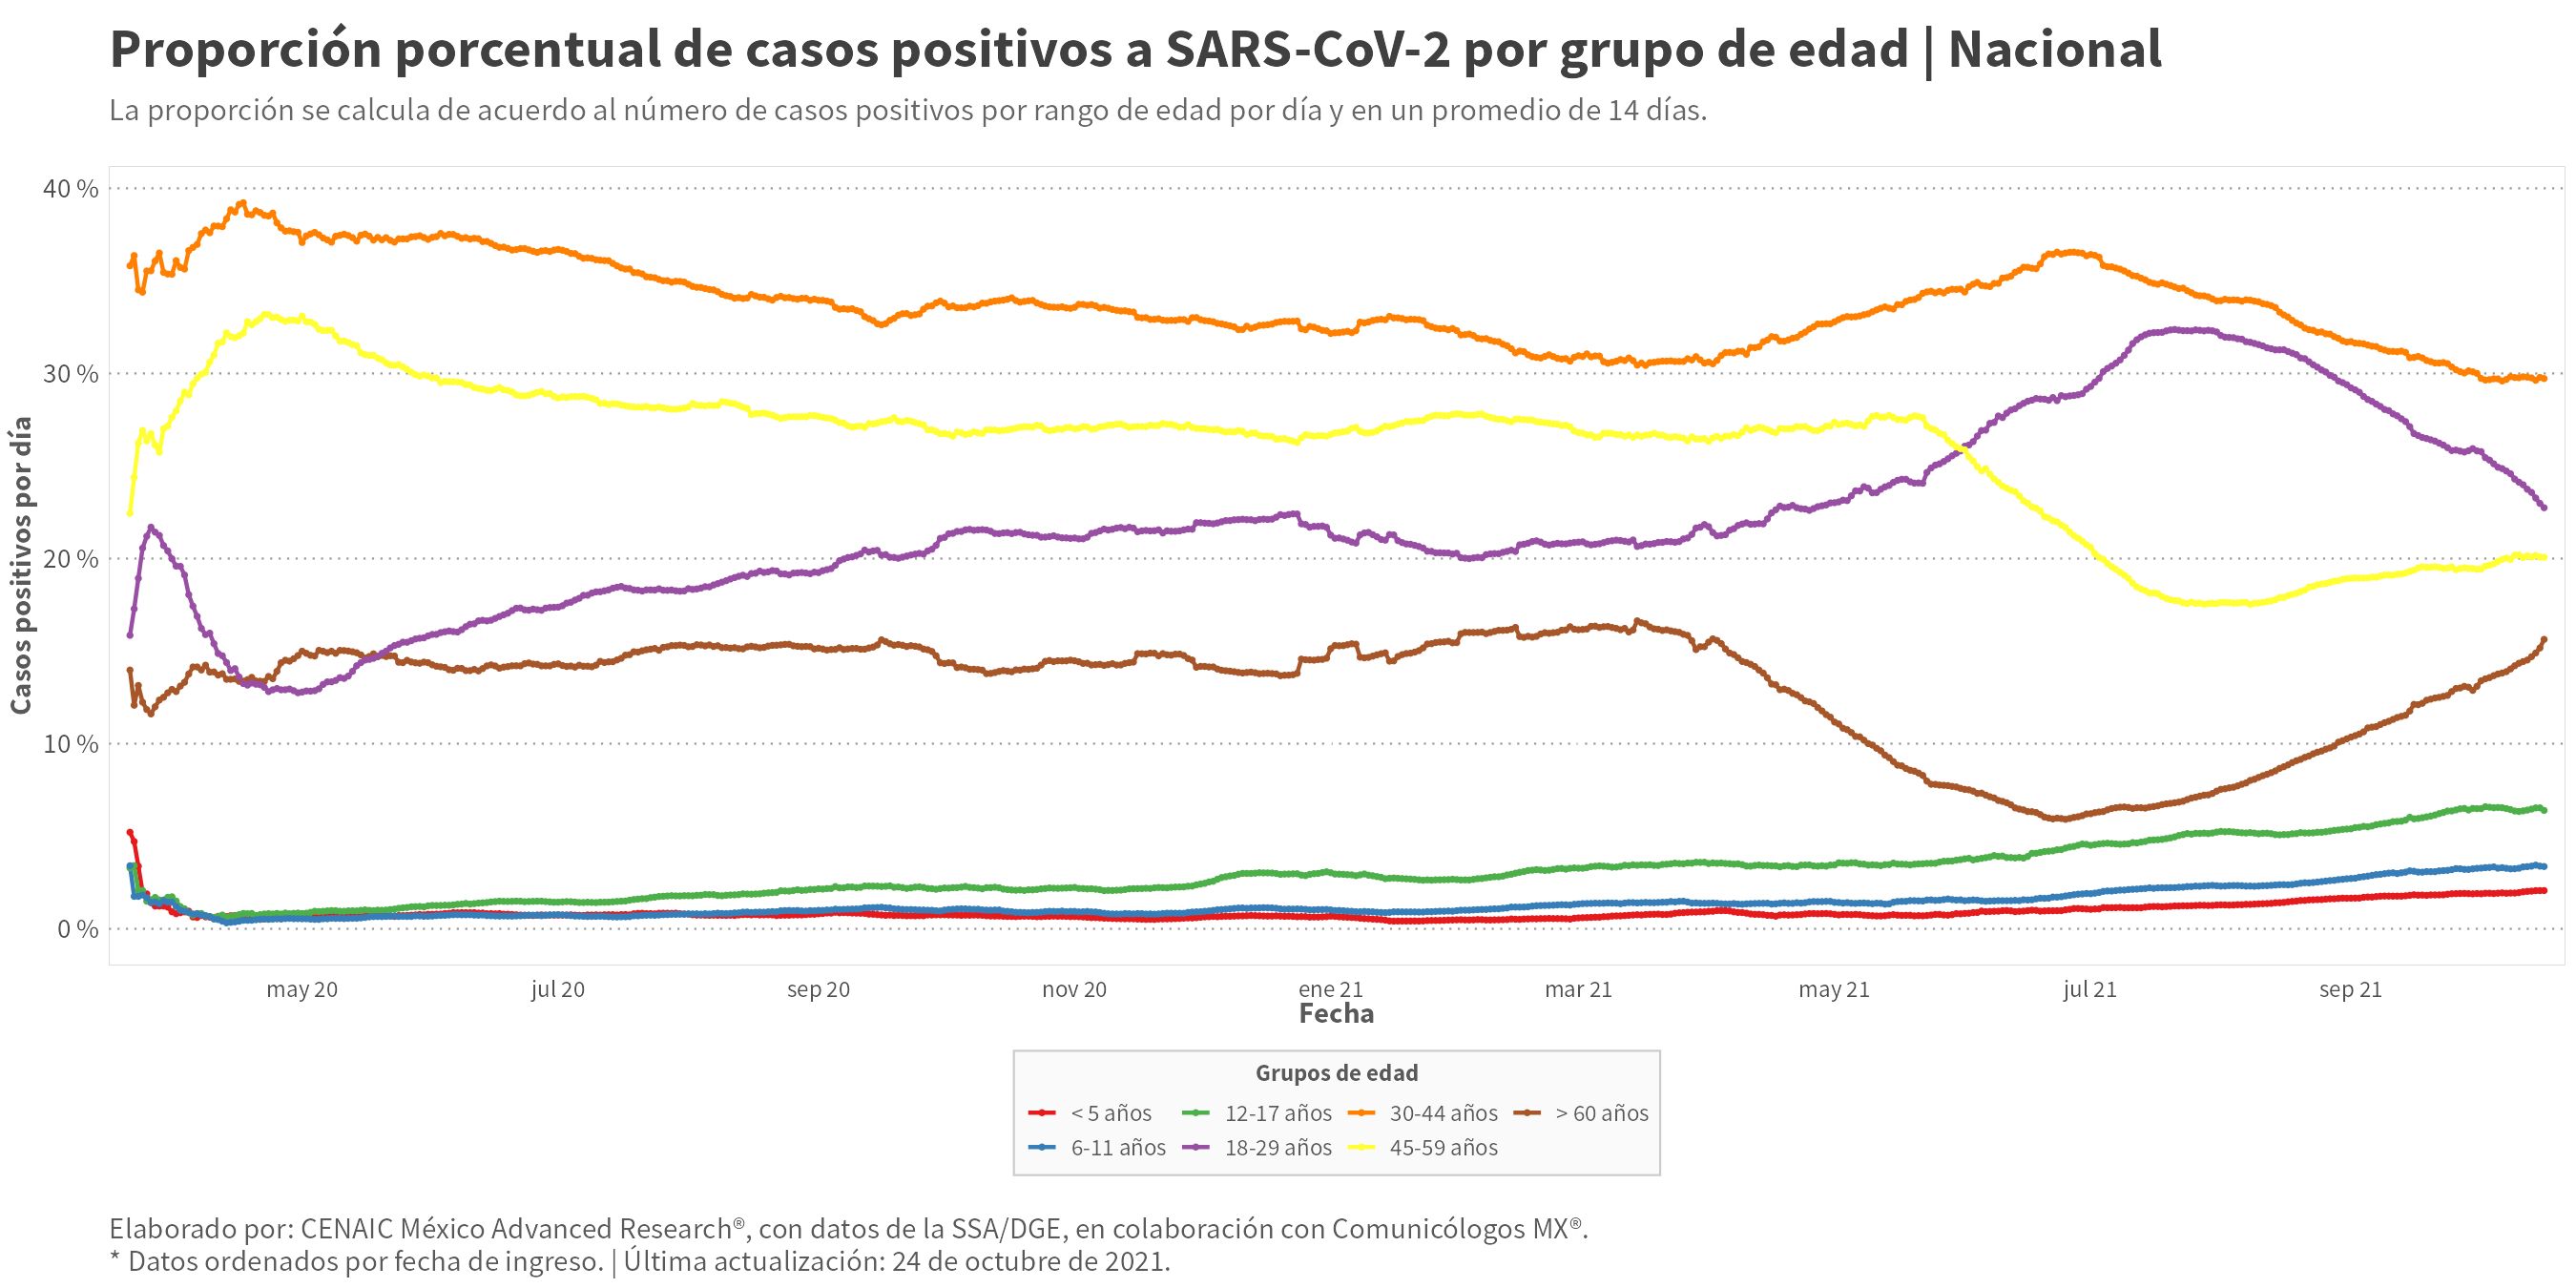 Proporción porcentual de casos positivos a SARS-CoV-2 por grupo de edad | Nacional
La proporción se calcula de acuerdo al número de casos positivos por rango de edad por día y en un promedio de 14 días.
Casos positivos por día
40 %
30 %
20 %
10 %
0 %
may 20 jul 20 sep 20 nov 20 ene 21 mar 21 may 21 jul 21 sep 21
Fecha
Grupos de edad
< 5 años 12-17 años 30-44 años > 60 años
6-11 años 18-29 años 45-59 años
Elaborado por: CENAIC México Advanced Research®, con datos de la SSA/DGE, en colaboración con Comunicólogos MX®.
* Datos ordenados por fecha de ingreso. | Última actualización: 24 de octubre de 2021.